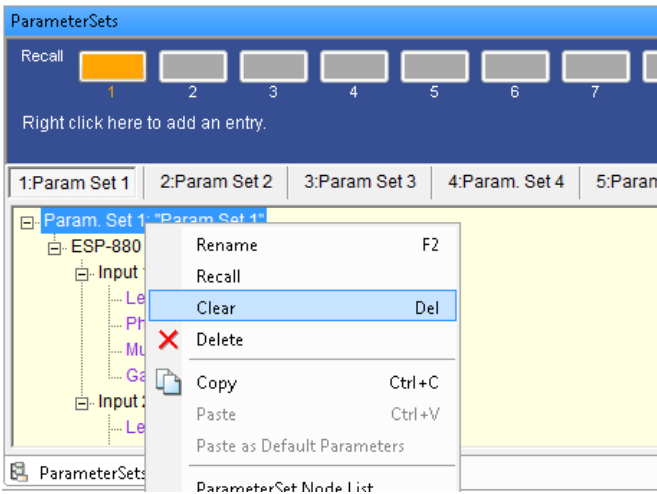 ParameterSets
Recall
1 2 3 4 5 6 7
Right click here to add an entry.
1:Param Set 1 2:Param Set 2 3:Param Set 3 4:Param. Set 4 5:Param
Param. Set 1: "Param Set 1"
ESP-880
Input
Input
Rename F2
Recall
Clear Del
Delete
Copy Ctrl+C
Paste Ctrl+V
Paste as Default Parameters
ParameterSet Node List
ParameterSets